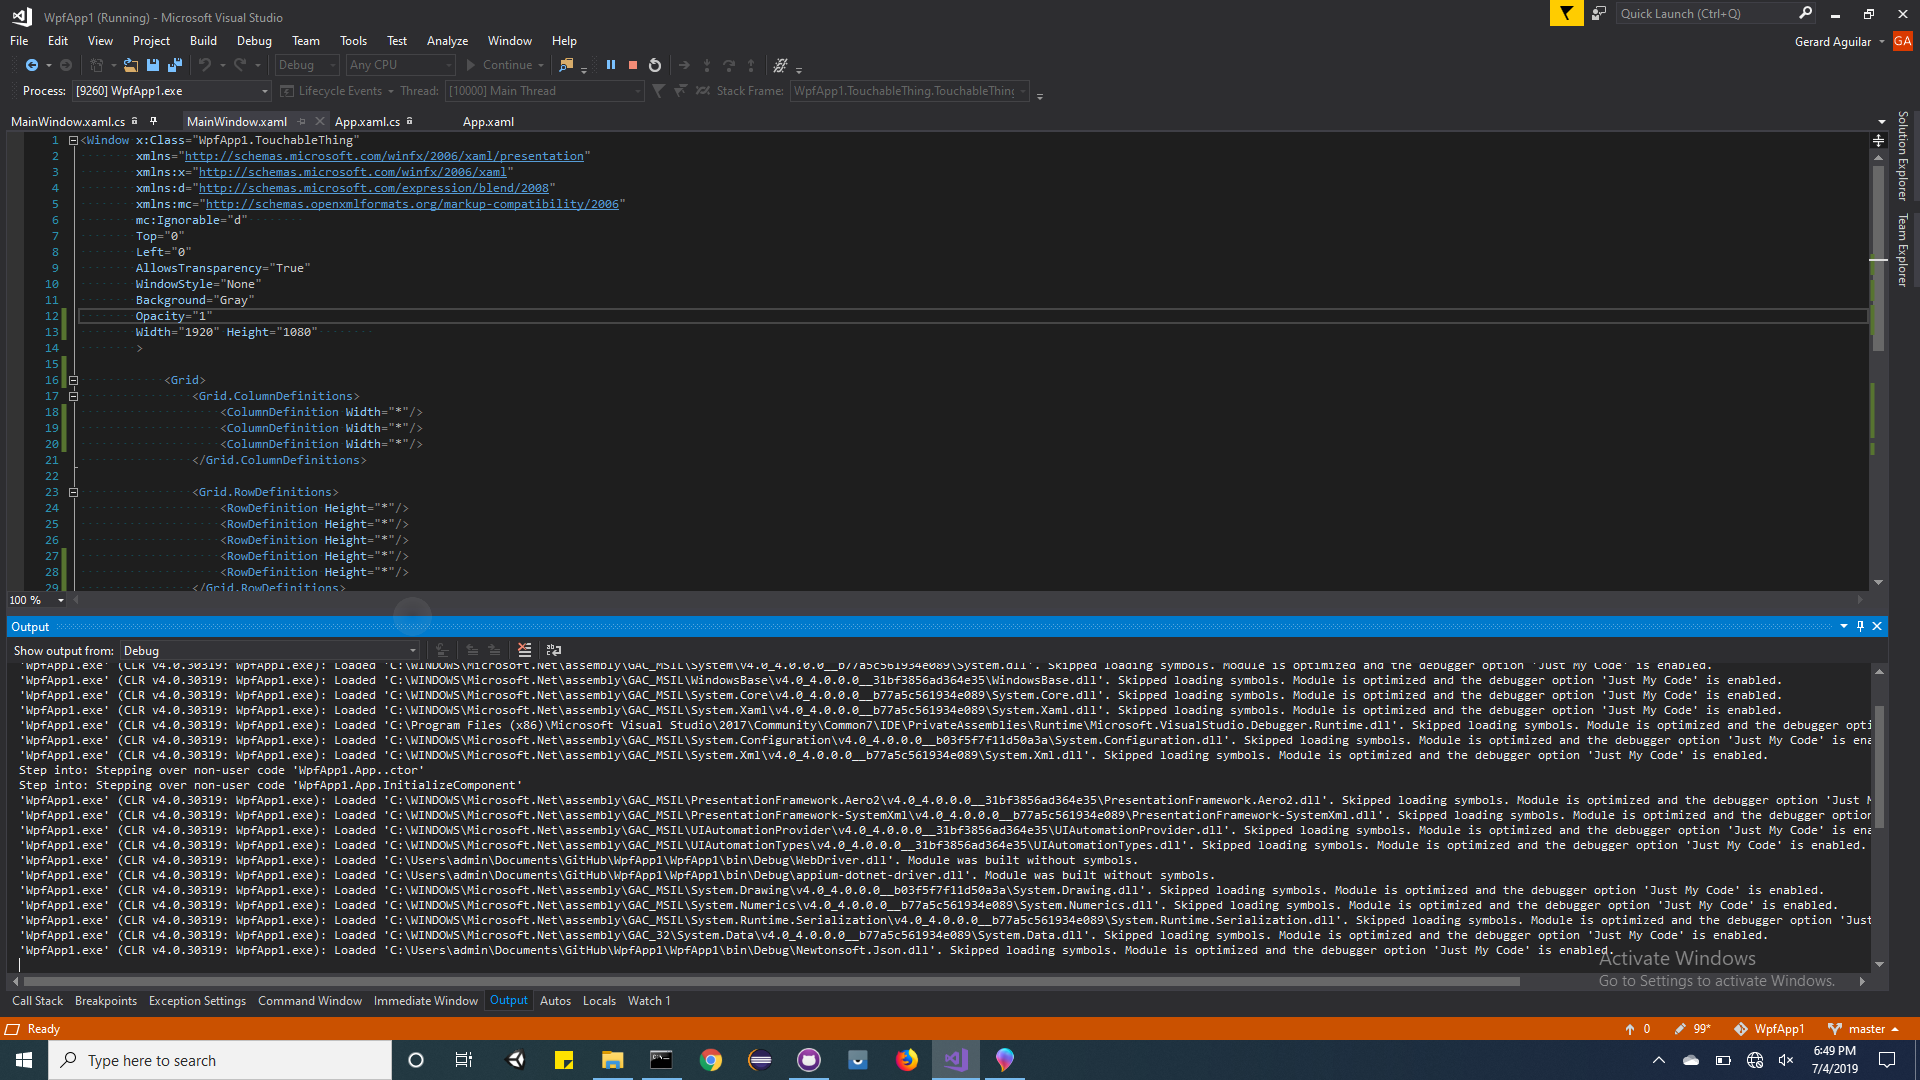 WpfApp1 (Running) - Microsoft Visual Studio
Quick Launch (Ctrl+Q)
File Edit View Project Build Debug Team Tools Test Analyze Window Help
Gerard Aguilar GA
Debug Any CPU Continue
Process: [9260] WpfApp1.exe Lifecycle Events Thread: [10000] Main Thread Stack Frame: WpfApp1.TouchableThing.TouchableThing
MainWindow.xaml.cs MainWindow.xaml App.xaml.cs App.xaml
1 <Window x:Class="WpfApp1.TouchableThing"
2 xmlns="http://schemas.microsoft.com/winfx/2006/xaml/presentation"
3 xmlns:x="http://schemas.microsoft.com/winfx/2006/xaml"
4 xmlns:d="http://schemas.microsoft.com/expression/blend/2008"
5 xmlns:mc="http://schemas.openxmlformats.org/markup-compatibility/2006"
6 mc:Ignorable="d"
7 Top="0"
8 Left="0"
9 AllowsTransparency="True"
10 WindowStyle="None"
11 Background="Gray"
12 Opacity="1"
13 Width="1920" Height="1080"
14 >
15
16 <Grid>
17 <Grid.ColumnDefinitions>
18 <ColumnDefinition Width="*"/>
19 <ColumnDefinition Width="*"/>
20 <ColumnDefinition Width="*"/>
21 </Grid.ColumnDefinitions>
22
23 <Grid.RowDefinitions>
24 <RowDefinition Height="*"/>
25 <RowDefinition Height="*"/>
26 <RowDefinition Height="*"/>
27 <RowDefinition Height="*"/>
28 <RowDefinition Height="*"/>
29 </Grid.RowDefinitions>
Solution Explorer
Team Explorer
100 %
Output
Show output from: Debug
'WpfApp1.exe' (CLR v4.0.30319: WpfApp1.exe): Loaded 'C:\WINDOWS\Microsoft.Net\assembly\GAC_MSIL\System\v4.0_4.0.0.0__b77a5c561934e089\System.dll'. Skipped loading symbols. Module is optimized and the debugger option 'Just My Code' is enabled.
'WpfApp1.exe' (CLR v4.0.30319: WpfApp1.exe): Loaded 'C:\WINDOWS\Microsoft.Net\assembly\GAC_MSIL\WindowsBase\v4.0_4.0.0.0__31bf3856ad364e35\WindowsBase.dll'. Skipped loading symbols. Module is optimized and the debugger option 'Just My Code' is enabled.
'WpfApp1.exe' (CLR v4.0.30319: WpfApp1.exe): Loaded 'C:\WINDOWS\Microsoft.Net\assembly\GAC_MSIL\System.Core\v4.0_4.0.0.0__b77a5c561934e089\System.Core.dll'. Skipped loading symbols. Module is optimized and the debugger option 'Just My Code' is enabled.
'WpfApp1.exe' (CLR v4.0.30319: WpfApp1.exe): Loaded 'C:\WINDOWS\Microsoft.Net\assembly\GAC_MSIL\System.Xaml\v4.0_4.0.0.0__b77a5c561934e089\System.Xaml.dll'. Skipped loading symbols. Module is optimized and the debugger option 'Just My Code' is enabled.
'WpfApp1.exe' (CLR v4.0.30319: WpfApp1.exe): Loaded 'C:\Program Files (x86)\Microsoft Visual Studio\2017\Community\Common7\IDE\PrivateAssemblies\Runtime\Microsoft.VisualStudio.Debugger.Runtime.dll'. Skipped loading symbols. Module is optimized and the debugger opti
'WpfApp1.exe' (CLR v4.0.30319: WpfApp1.exe): Loaded 'C:\WINDOWS\Microsoft.Net\assembly\GAC_MSIL\System.Configuration\v4.0_4.0.0.0__b03f5f7f11d50a3a\System.Configuration.dll'. Skipped loading symbols. Module is optimized and the debugger option 'Just My Code' is ena
'WpfApp1.exe' (CLR v4.0.30319: WpfApp1.exe): Loaded 'C:\WINDOWS\Microsoft.Net\assembly\GAC_MSIL\System.Xml\v4.0_4.0.0.0__b77a5c561934e089\System.Xml.dll'. Skipped loading symbols. Module is optimized and the debugger option 'Just My Code' is enabled.
Step into: Stepping over non-user code 'WpfApp1.App..ctor'
Step into: Stepping over non-user code 'WpfApp1.App.InitializeComponent'
'WpfApp1.exe' (CLR v4.0.30319: WpfApp1.exe): Loaded 'C:\WINDOWS\Microsoft.Net\assembly\GAC_MSIL\PresentationFramework.Aero2\v4.0_4.0.0.0__31bf3856ad364e35\PresentationFramework.Aero2.dll'. Skipped loading symbols. Module is optimized and the debugger option 'Just M
'WpfApp1.exe' (CLR v4.0.30319: WpfApp1.exe): Loaded 'C:\WINDOWS\Microsoft.Net\assembly\GAC_MSIL\PresentationFramework-SystemXml\v4.0_4.0.0.0__b77a5c561934e089\PresentationFramework-SystemXml.dll'. Skipped loading symbols. Module is optimized and the debugger option
'WpfApp1.exe' (CLR v4.0.30319: WpfApp1.exe): Loaded 'C:\WINDOWS\Microsoft.Net\assembly\GAC_MSIL\UIAutomationProvider\v4.0_4.0.0.0__31bf3856ad364e35\UIAutomationProvider.dll'. Skipped loading symbols. Module is optimized and the debugger option 'Just My Code' is ena
'WpfApp1.exe' (CLR v4.0.30319: WpfApp1.exe): Loaded 'C:\WINDOWS\Microsoft.Net\assembly\GAC_MSIL\UIAutomationTypes\v4.0_4.0.0.0__31bf3856ad364e35\UIAutomationTypes.dll'. Skipped loading symbols. Module is optimized and the debugger option 'Just My Code' is enabled.
'WpfApp1.exe' (CLR v4.0.30319: WpfApp1.exe): Loaded 'C:\Users\admin\Documents\GitHub\WpfApp1\WpfApp1\bin\Debug\WebDriver.dll'. Module was built without symbols.
'WpfApp1.exe' (CLR v4.0.30319: WpfApp1.exe): Loaded 'C:\Users\admin\Documents\GitHub\WpfApp1\WpfApp1\bin\Debug\appium-dotnet-driver.dll'. Module was built without symbols.
'WpfApp1.exe' (CLR v4.0.30319: WpfApp1.exe): Loaded 'C:\WINDOWS\Microsoft.Net\assembly\GAC_MSIL\System.Drawing\v4.0_4.0.0.0__b03f5f7f11d50a3a\System.Drawing.dll'. Skipped loading symbols. Module is optimized and the debugger option 'Just My Code' is enabled.
'WpfApp1.exe' (CLR v4.0.30319: WpfApp1.exe): Loaded 'C:\WINDOWS\Microsoft.Net\assembly\GAC_MSIL\System.Numerics\v4.0_4.0.0.0__b77a5c561934e089\System.Numerics.dll'. Skipped loading symbols. Module is optimized and the debugger option 'Just My Code' is enabled.
'WpfApp1.exe' (CLR v4.0.30319: WpfApp1.exe): Loaded 'C:\WINDOWS\Microsoft.Net\assembly\GAC_MSIL\System.Runtime.Serialization\v4.0_4.0.0.0__b77a5c561934e089\System.Runtime.Serialization.dll'. Skipped loading symbols. Module is optimized and the debugger option 'Just
'WpfApp1.exe' (CLR v4.0.30319: WpfApp1.exe): Loaded 'C:\WINDOWS\Microsoft.Net\assembly\GAC_32\System.Data\v4.0_4.0.0.0__b77a5c561934e089\System.Data.dll'. Skipped loading symbols. Module is optimized and the debugger option 'Just My Code' is enabled.
'WpfApp1.exe' (CLR v4.0.30319: WpfApp1.exe): Loaded 'C:\Users\admin\Documents\GitHub\WpfApp1\WpfApp1\bin\Debug\Newtonsoft.Json.dll'. Skipped loading symbols. Module is optimized and the debugger option 'Just My Code' is enabled.
Activate Windows
Go to Settings to activate Windows.
Call Stack Breakpoints Exception Settings Command Window Immediate Window Output Autos Locals Watch 1
Ready 0 99* WpfApp1 master
Type here to search
6:49 PM
7/4/2019